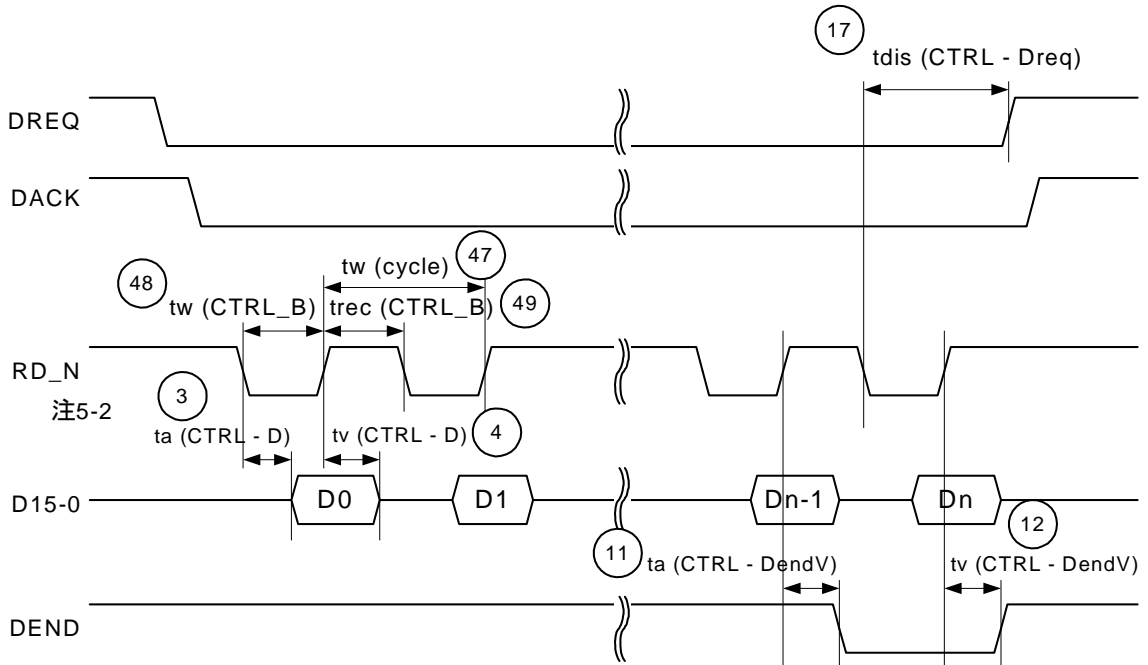 17
tdis (CTRL - Dreq)
DREQ
DACK
47
tw (cycle)
48
49
tw (CTRL_B)
trec (CTRL_B)
RD_N
注5-2
3
4
ta (CTRL - D)
tv (CTRL - D)
D15-0
D0
D1
Dn-1
Dn
11
12
ta (CTRL - DendV)
tv (CTRL - DendV)
DEND